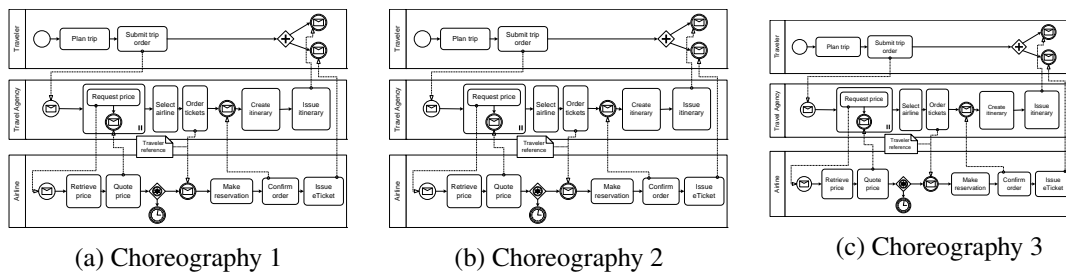 Traveler
Plan trip
Submit trip
order
Travel Agency
Request price
Select
airline
Order
tickets
Create
itinerary
Issue
itinerary
Traveler
reference
Airline
Retrieve
price
Quote
price
Make
reservation
Confirm
order
Issue
eTicket
(a) Choreography 1
Traveler
Plan trip
Submit trip
order
Travel Agency
Request price
Select
airline
Order
tickets
Create
itinerary
Issue
itinerary
Traveler
reference
Airline
Retrieve
price
Quote
price
Make
reservation
Confirm
order
Issue
eTicket
(b) Choreography 2
Traveler
Plan trip
Submit trip
order
Travel Agency
Request price
Select
airline
Order
tickets
Create
itinerary
Issue
itinerary
Traveler
reference
Airline
Retrieve
price
Quote
price
Make
reservation
Confirm
order
Issue
eTicket
(c) Choreography 3